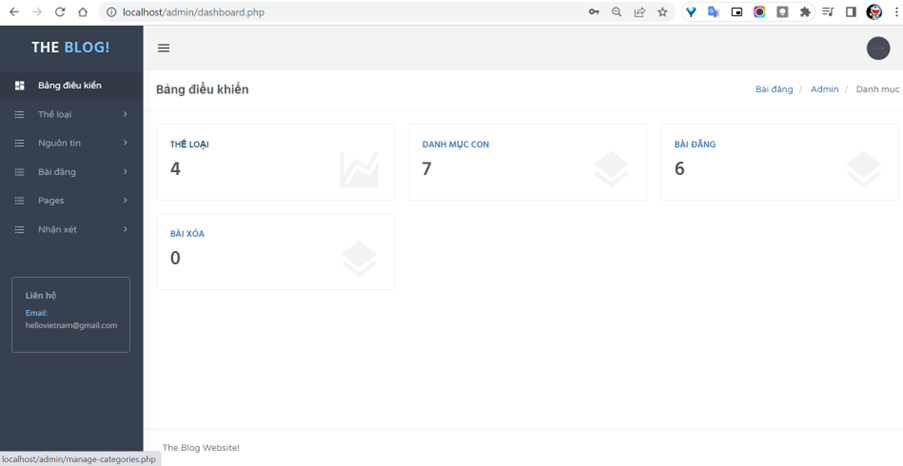 localhost/admin/dashboard.php
THE BLOG!
Bảng điều kiển
Thể loại
Nguồn tin
Bài đăng
Pages
Nhận xét
Liên hộ
Email:
hellovietnam@gmail.com
Bảng điều khiển
Bài đăng / Admin / Danh mục
THỂ LOẠI
4
DANH MỤC CON
7
BÀI ĐĂNG
6
BÀI XÓA
0
The Blog Website!
localhost/admin/manage-categories.php